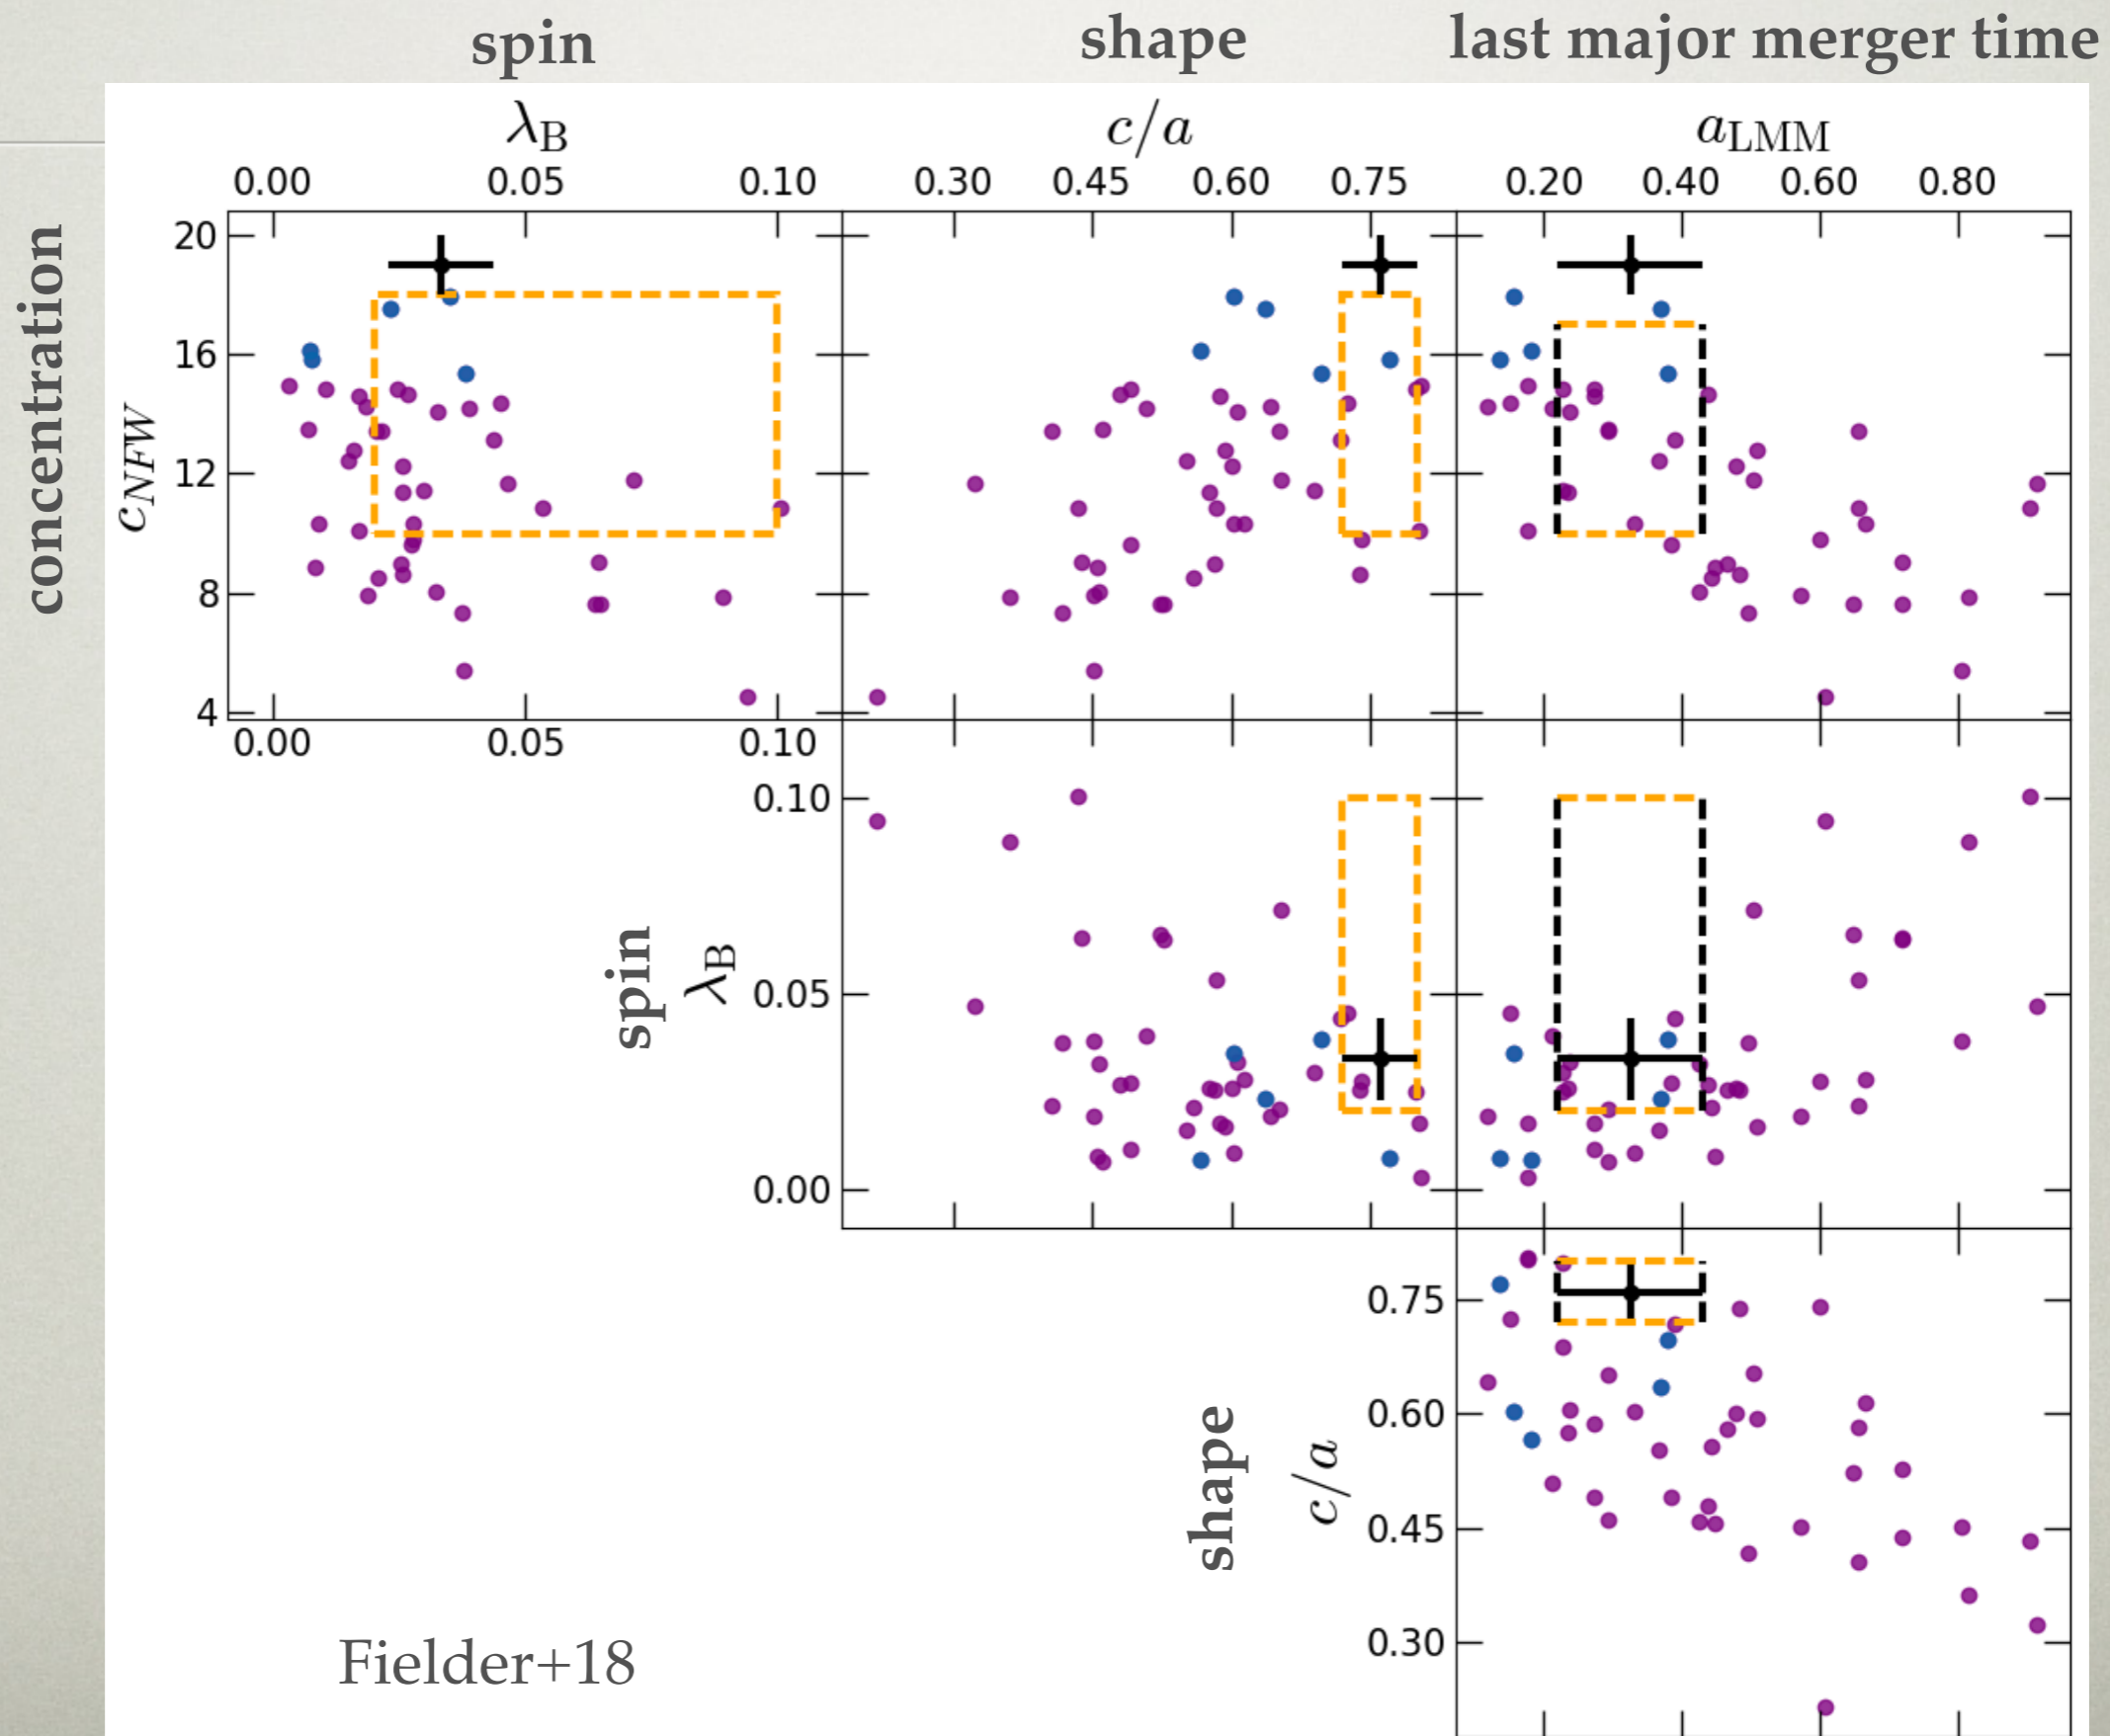 spin shape last major merger time
λB c/a aLMM
0.00 0.05 0.10 0.30 0.45 0.60 0.75 0.20 0.40 0.60 0.80
concentration
cNFW
20
16
12
8
4
0.00 0.05 0.10
spin
λB
0.10
0.05
0.00
shape
c/a
0.75
0.60
0.45
0.30
Fielder+18